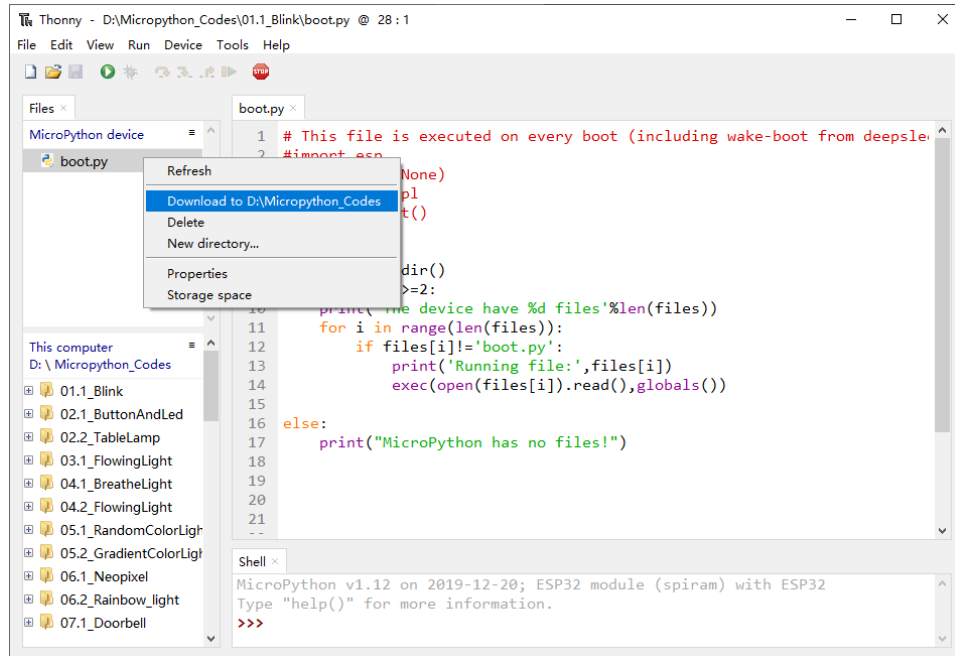 Thonny - D:\Micropython_Codes\01.1_Blink\boot.py @ 28 : 1
File Edit View Run Device Tools Help
STOP
Files
boot.py
MicroPython device
boot.py
Refresh
Download to D:\Micropython_Codes
Delete
New directory...
Properties
Storage space
This computer
D: \ Micropython_Codes
01.1_Blink
02.1_ButtonAndLed
02.2_TableLamp
03.1_FlowingLight
04.1_BreatheLight
04.2_FlowingLight
05.1_RandomColorLigh
05.2_GradientColorLigh
06.1_Neopixel
06.2_Rainbow_light
07.1_Doorbell
1 # This file is executed on every boot (including wake-boot from deepslee
2 #import esp
None)
pl
t()
dir()
>=2:
10 print('The device have %d files'%len(files))
11 for i in range(len(files)):
12 if files[i]!='boot.py':
13 print('Running file:',files[i])
14 exec(open(files[i]).read(),globals())
15
16 else:
17 print("MicroPython has no files!")
18
19
20
21
Shell
MicroPython v1.12 on 2019-12-20; ESP32 module (spiram) with ESP32
Type "help()" for more information.
>>>